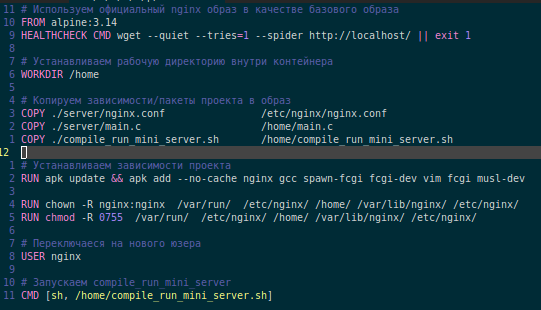 11 # Используем официальный nginx образ в качестве базового образа
10 FROM alpine:3.14
9 HEALTHCHECK CMD wget --quiet --tries=1 --spider http://localhost/ || exit 1
8
7 # Устанавливаем рабочую директорию внутри контейнера
6 WORKDIR /home
5
4 # Копируем зависимости/пакеты проекта в образ
3 COPY ./server/nginx.conf /etc/nginx/nginx.conf
2 COPY ./server/main.c /home/main.c
1 COPY ./compile_run_mini_server.sh /home/compile_run_mini_server.sh
12
1 # Устанавливаем зависимости проекта
2 RUN apk update && apk add --no-cache nginx gcc spawn-fcgi fcgi-dev vim fcgi musl-dev
3
4 RUN chown -R nginx:nginx /var/run/ /etc/nginx/ /home/ /var/lib/nginx/ /etc/nginx/
5 RUN chmod -R 0755 /var/run/ /etc/nginx/ /home/ /var/lib/nginx/ /etc/nginx/
6
7 # Переключаеся на нового юзера
8 USER nginx
9
10 # Запускаем compile_run_mini_server
11 CMD [sh, /home/compile_run_mini_server.sh]